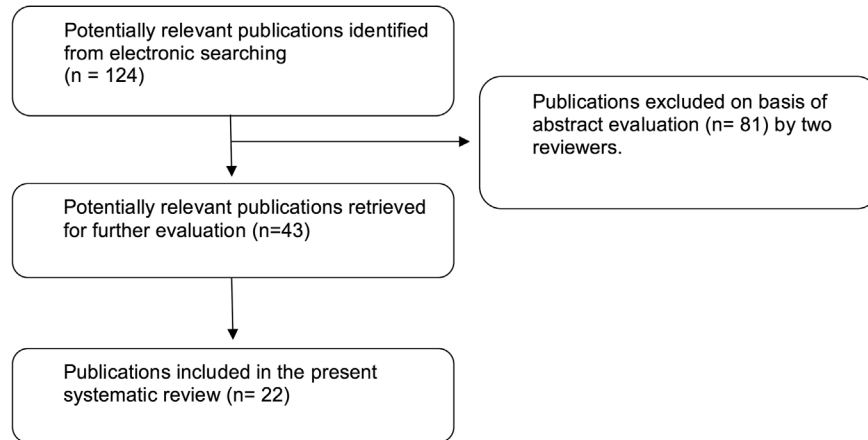 Potentially relevant publications identified
from electronic searching
(n = 124)
Publications excluded on basis of
abstract evaluation (n= 81) by two
reviewers.
Potentially relevant publications retrieved
for further evaluation (n=43)
Publications included in the present
systematic review (n= 22)